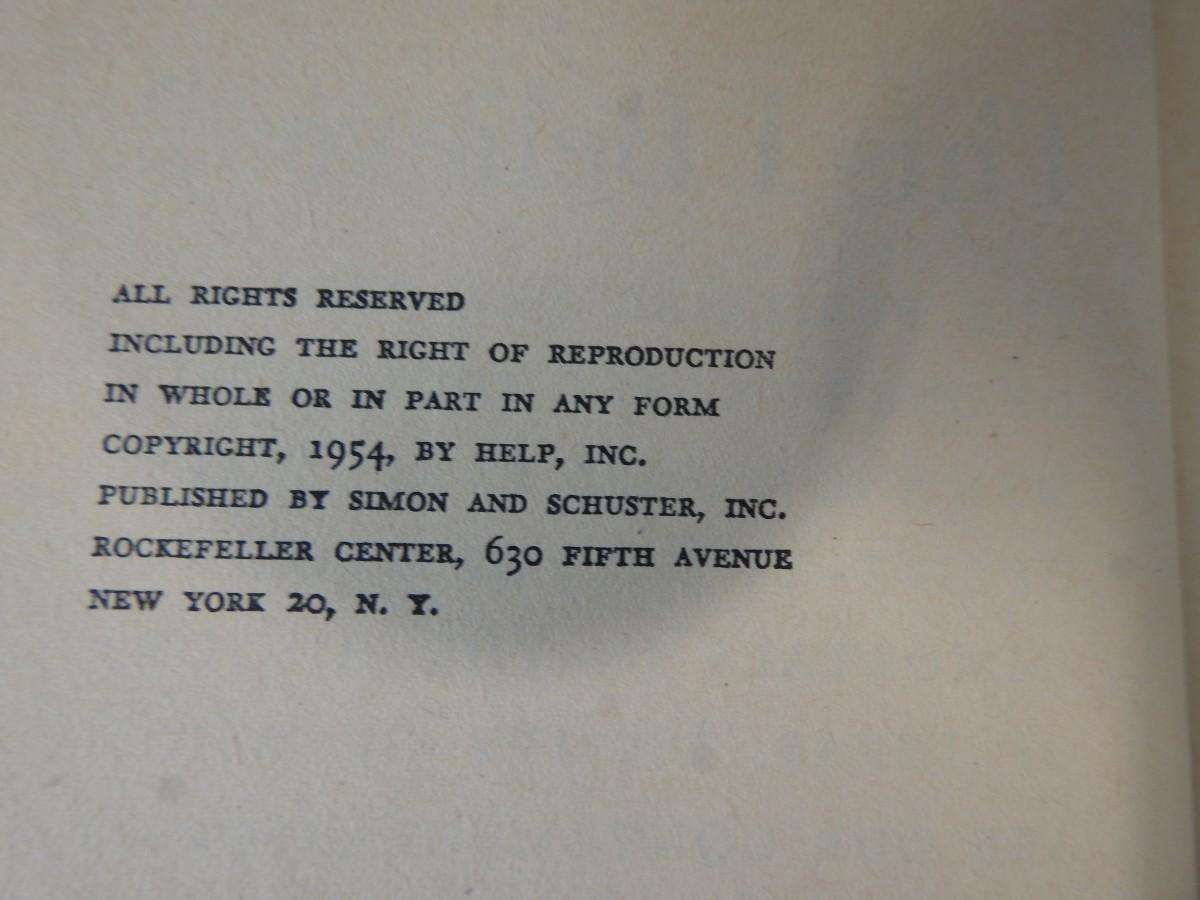 ALL RIGHTS RESERVED
INCLUDING THE RIGHT OF REPRODUCTION
IN WHOLE OR IN PART IN ANY FORM
COPYRIGHT, 1954, BY HELP, INC.
PUBLISHED BY SIMON AND SCHUSTER, INC.
ROCKEFELLER CENTER, 630 FIFTH AVENUE
NEW YORK 20, N. Y.